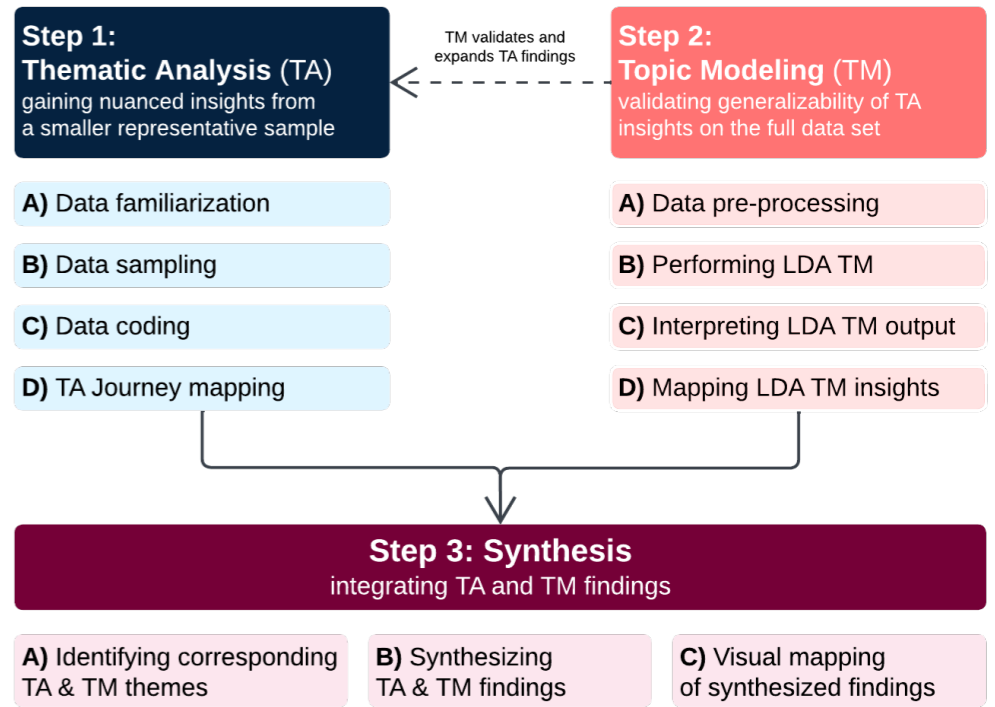 Step 1:
Thematic Analysis (TA)
gaining nuanced insights from
a smaller representative sample
TM validates and
expands TA findings
Step 2:
Topic Modeling (TM)
validating generalizability of TA
insights on the full data set
A) Data familiarization
B) Data sampling
C) Data coding
D) TA Journey mapping
A) Data pre-processing
B) Performing LDA TM
C) Interpreting LDA TM output
D) Mapping LDA TM insights
Step 3: Synthesis
integrating TA and TM findings
A) Identifying corresponding
TA & TM themes
B) Synthesizing
TA & TM findings
C) Visual mapping
of synthesized findings